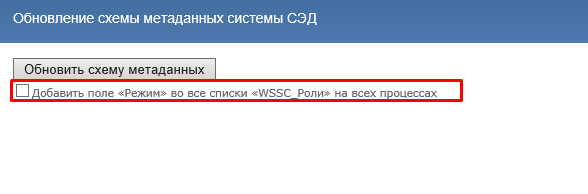 Обновление схемы метаданных системы СЭД
Обновить схему метаданных
Добавить поле «Режим» во все списки «WSSC_Роли» на всех процессах